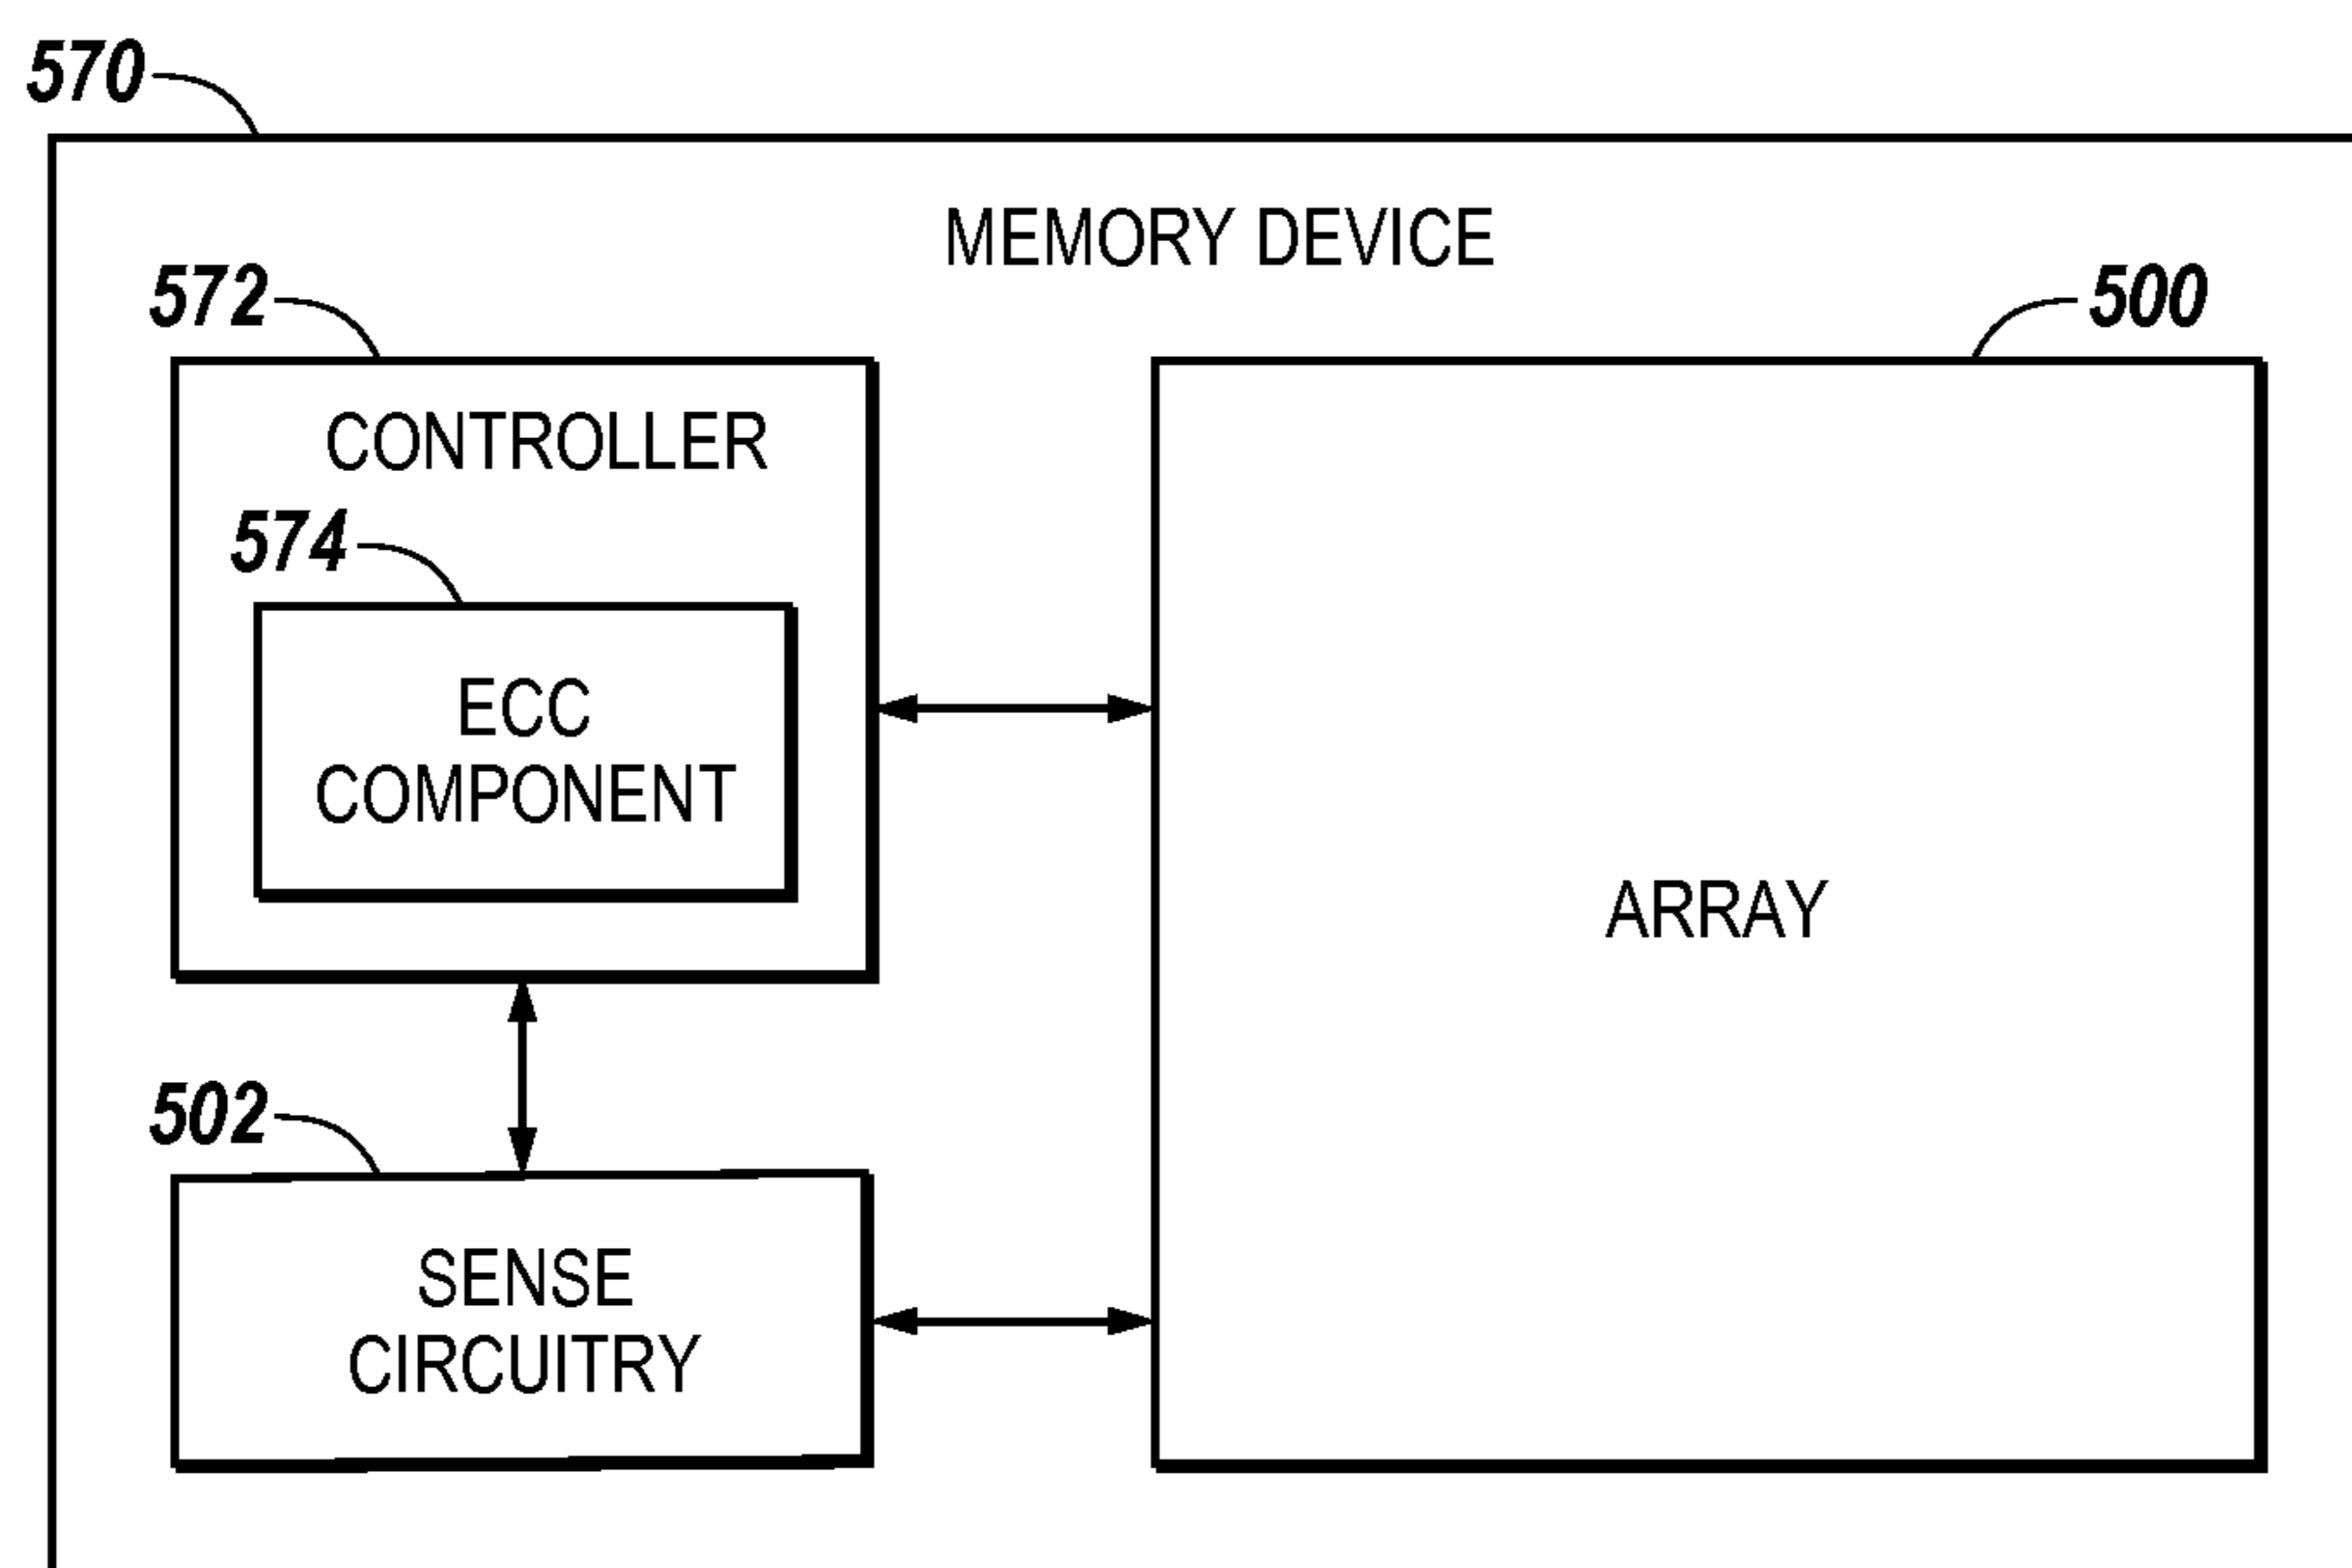 570
MEMORY DEVICE
572
500
CONTROLLER
574
ECC
COMPONENT
ARRAY
502
SENSE
CIRCUITRY